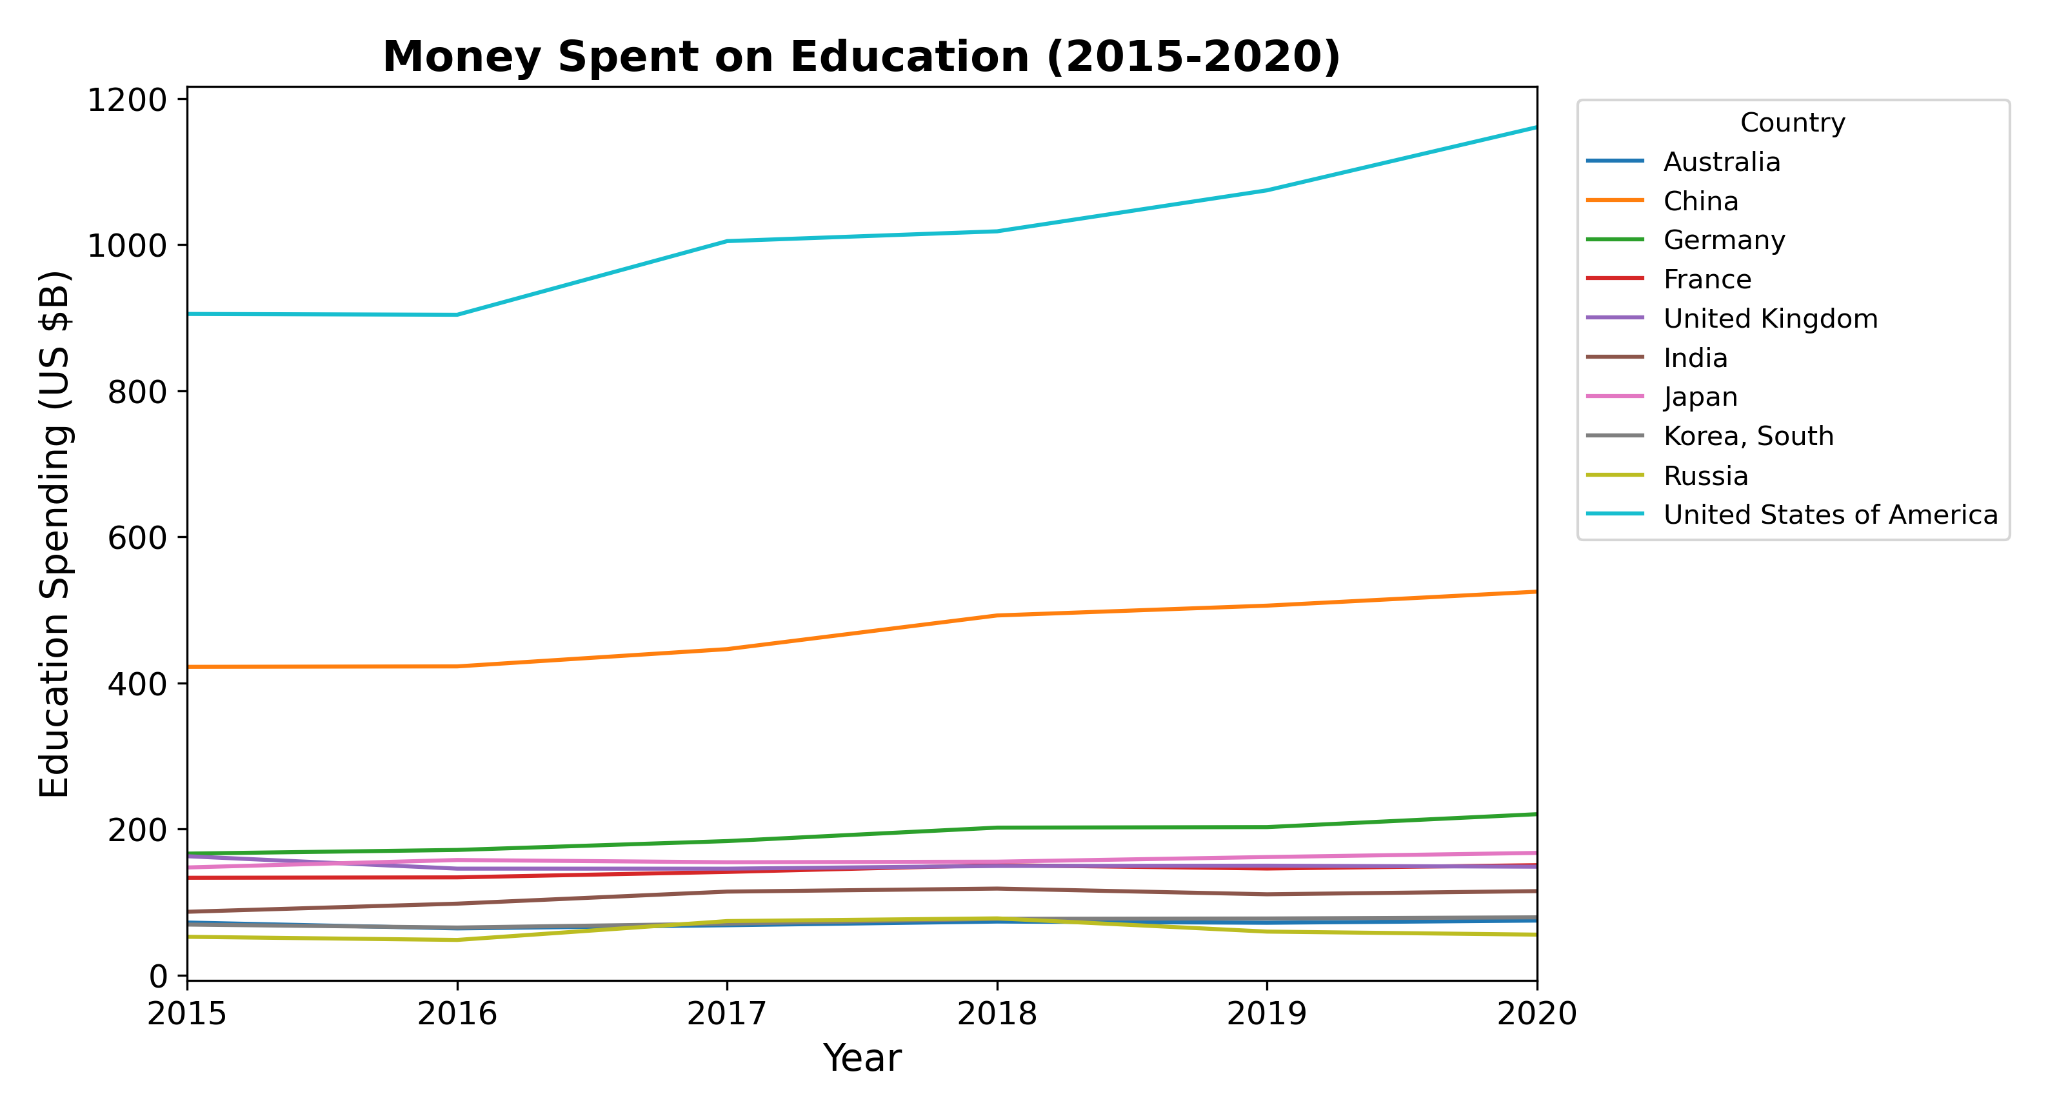 Money Spent on Education (2015-2020)
Education Spending (US $B)
1200
1000
800
600
400
200
0
2015 2016 2017 2018 2019 2020
Year
Country
Australia
China
Germany
France
United Kingdom
India
Japan
Korea, South
Russia
United States of America